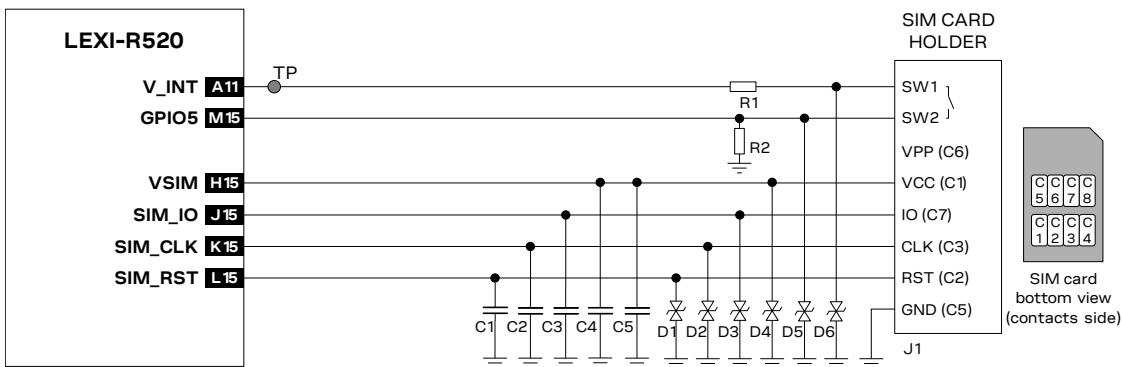 SIM CARD
HOLDER
LEXI-R520
TP
V_INT A11
R1
SW1
GPIO5 M15
SW2
R2
VPP (C6)
VSIM H15
VCC (C1)
SIM_IO J15
IO (C7)
SIM_CLK K15
CLK (C3)
SIM_RST L15
RST (C2)
C1 C2 C3 C4 C5 D1 D2 D3 D4 D5 D6
GND (C5)
J1
C5 C6 C7 C8
C1 C2 C3 C4
SIM card
bottom view
(contacts side)